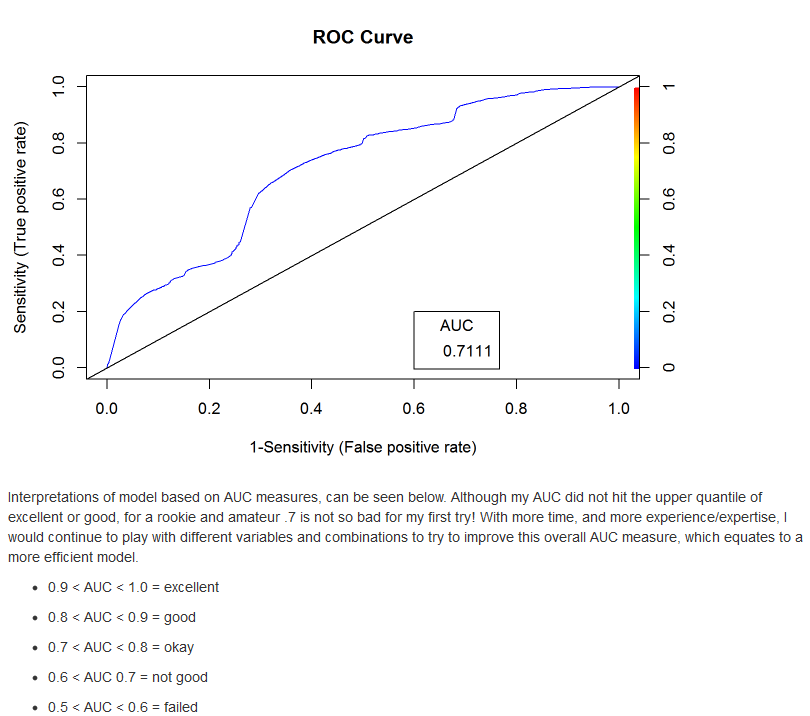 ROC Curve
Sensitivity (True positive rate)
1.0
0.8
0.6
0.4
0.2
0.0
1
0.8
0.6
0.4
0.2
0
AUC
0.7111
0.0 0.2 0.4 0.6 0.8 1.0
1-Sensitivity (False positive rate)
Interpretations of model based on AUC measures, can be seen below. Although my AUC did not hit the upper quantile of
excellent or good, for a rookie and amateur .7 is not so bad for my first try! With more time, and more experience/expertise, I
would continue to play with different variables and combinations to try to improve this overall AUC measure, which equates to a
more efficient model.
• 0.9 < AUC < 1.0 = excellent
• 0.8 < AUC < 0.9 = good
• 0.7 < AUC < 0.8 = okay
• 0.6 < AUC 0.7 = not good
• 0.5 < AUC < 0.6 = failed